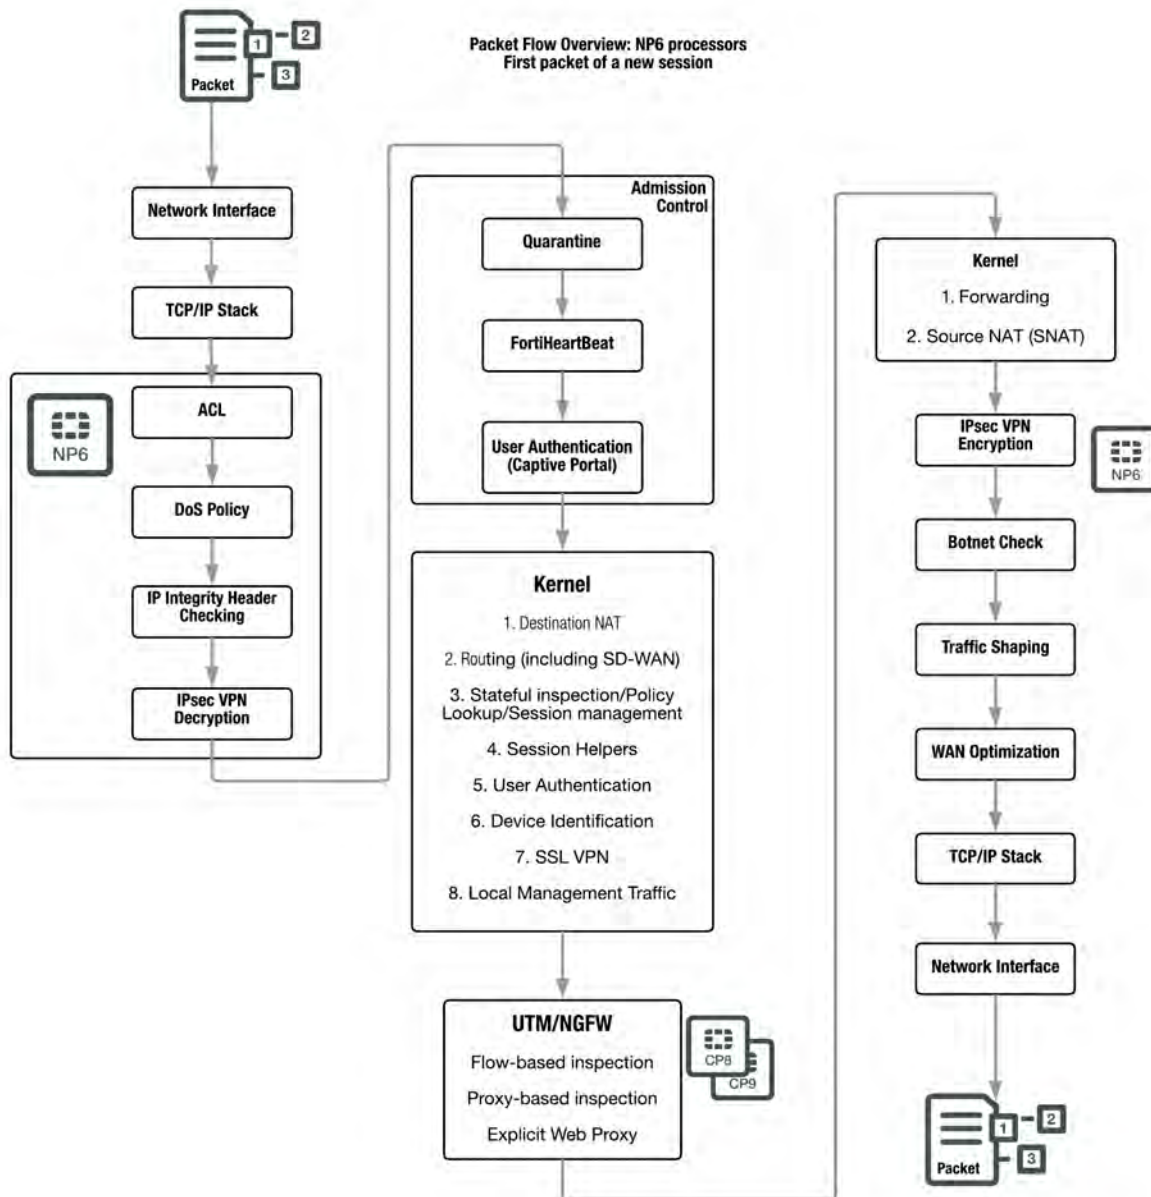 Packet Flow Overview: NP6 processors
First packet of a new session
1
2
3
Packet
Network Interface
TCP/IP Stack
NP6
ACL
DoS Policy
IP Integrity Header
Checking
IPsec VPN
Decryption
Admission
Control
Quarantine
FortiHeartBeat
User Authentication
(Captive Portal)
Kernel
1. Destination NAT
2. Routing (including SD-WAN)
3. Stateful inspection/Policy
Lookup/Session management
4. Session Helpers
5. User Authentication
6. Device Identification
7. SSL VPN
8. Local Management Traffic
UTM/NGFW
Flow-based inspection
Proxy-based inspection
Explicit Web Proxy
CP8
CP9
Kernel
1. Forwarding
2. Source NAT (SNAT)
IPsec VPN
Encryption
NP6
Botnet Check
Traffic Shaping
WAN Optimization
TCP/IP Stack
Network Interface
1
2
3
Packet